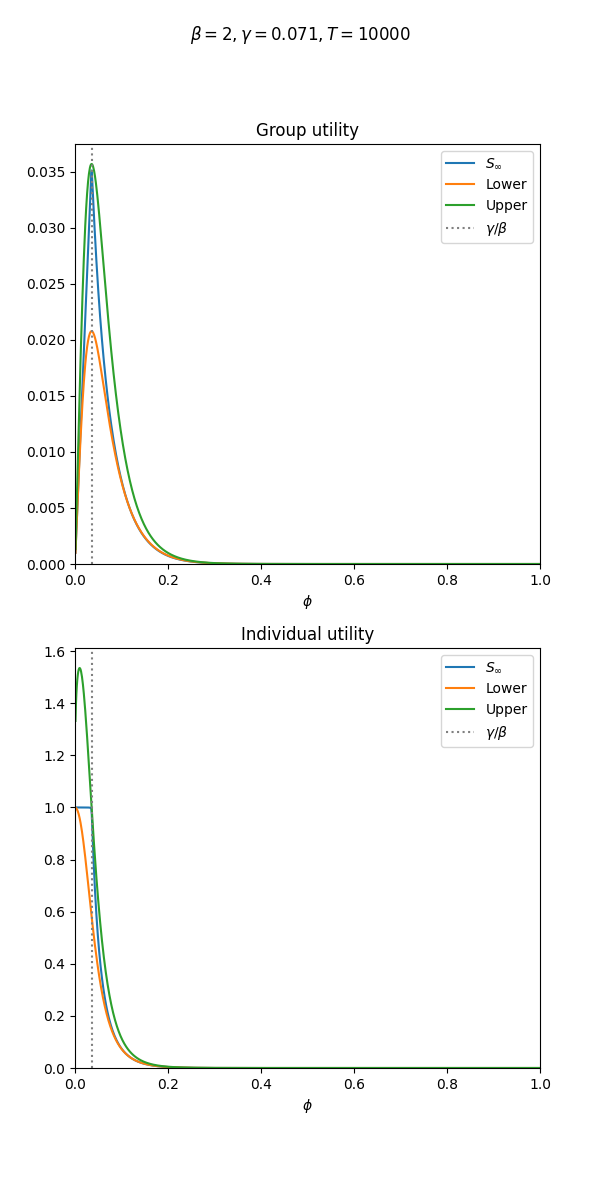 β = 2, γ = 0.071, T = 10000
Group utility
0.035
0.030
0.025
0.020
0.015
0.010
0.005
0.000
S∞
Lower
Upper
γ/β
0.0 0.2 0.4 0.6 0.8 1.0
ϕ
Individual utility
1.6
1.4
1.2
1.0
0.8
0.6
0.4
0.2
0.0
S∞
Lower
Upper
γ/β
0.0 0.2 0.4 0.6 0.8 1.0
ϕ